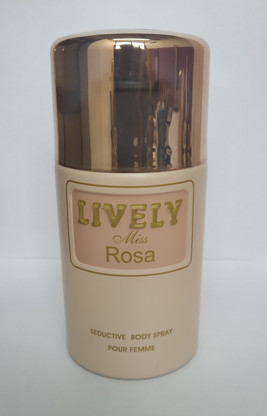 LIVELY
Miss
Rosa
SEDUCTIVE BODY SPRAY
POUR FEMME